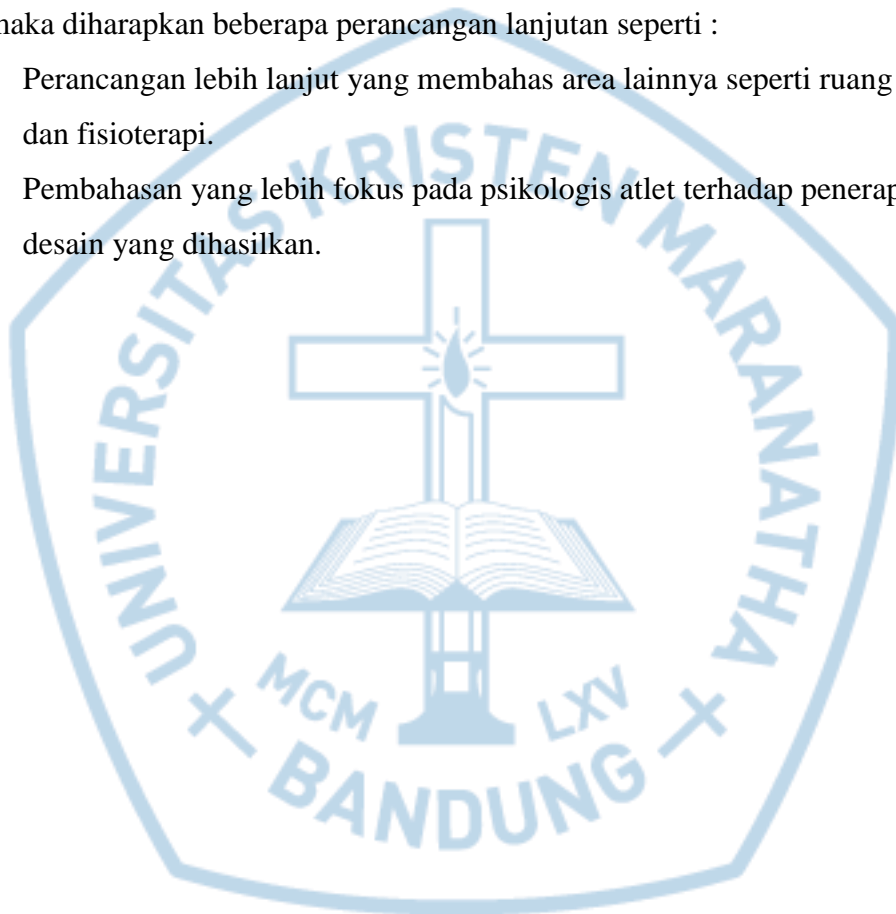 maka diharapkan beberapa perancangan lanjutan seperti :
Perancangan lebih lanjut yang membahas area lainnya seperti ruang
dan fisioterapi.
Pembahasan yang lebih fokus pada psikologis atlet terhadap
desain yang dihasilkan.
UNIVERSITAS KRISTEN MARANATHA
MCM LXV
BANDUNG